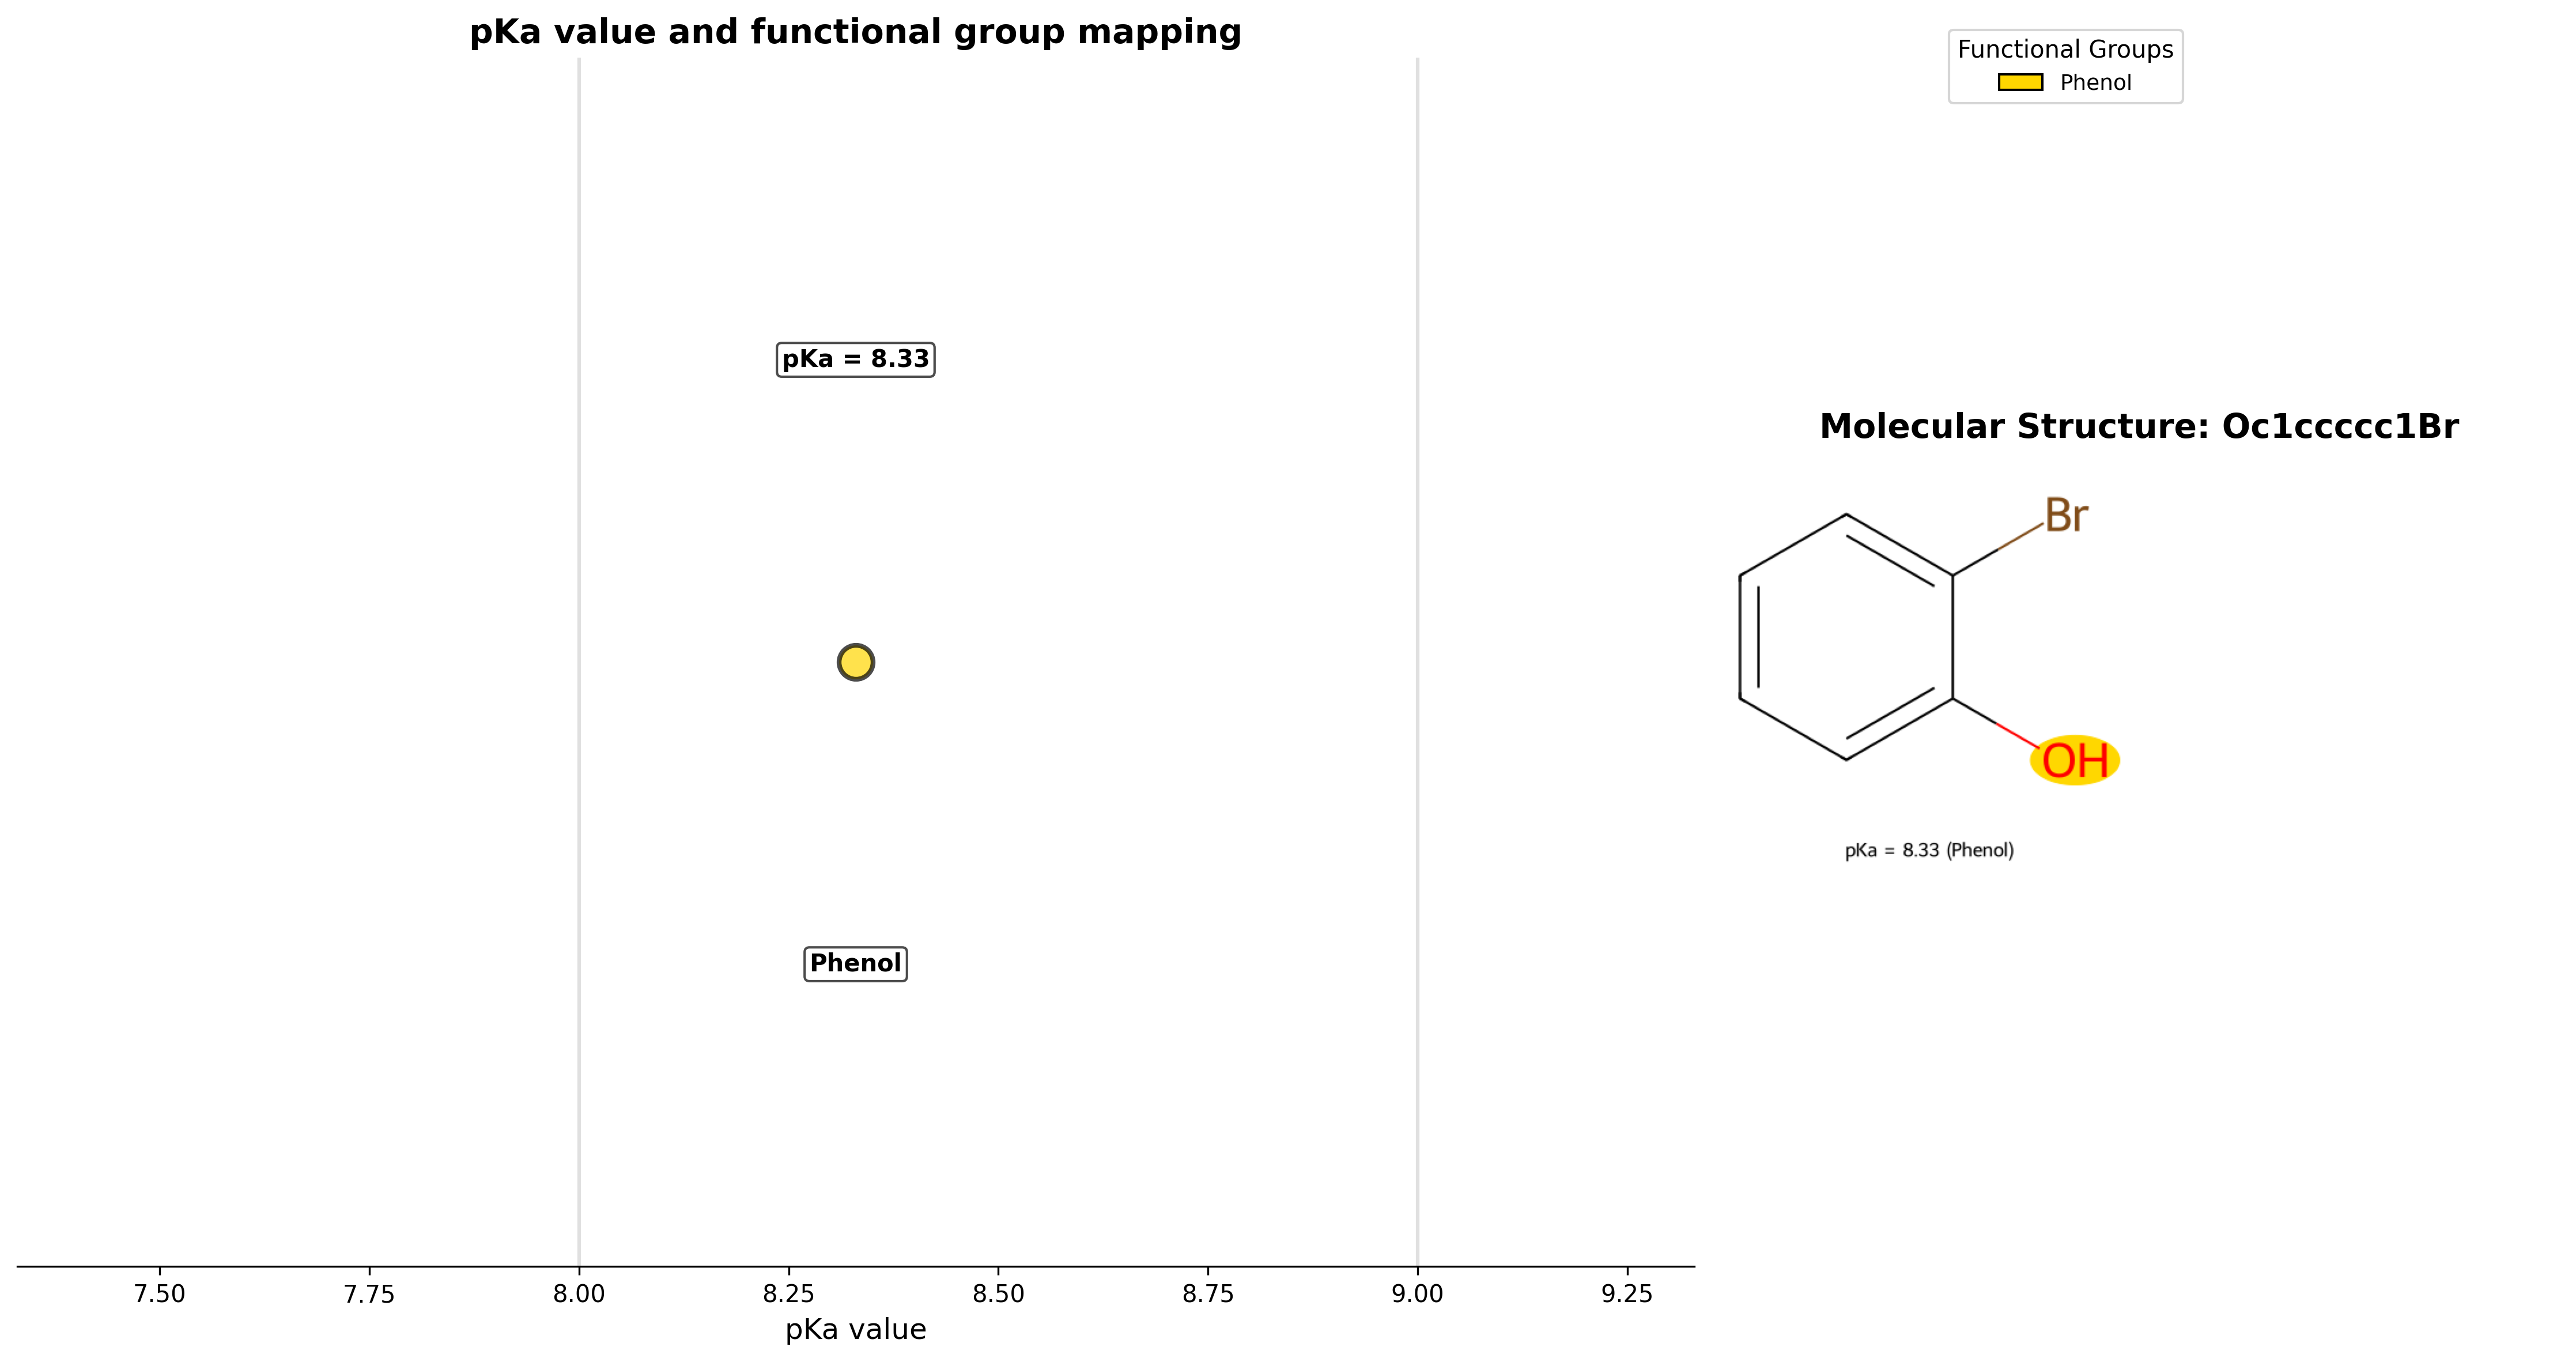 pKa value and functional group mapping
pKa = 8.33
Phenol
7.50 7.75 8.00 8.25 8.50 8.75 9.00 9.25
pKa value
Functional Groups
Phenol
Molecular Structure: Oc1ccccc1Br
Br
OH
pKa = 8.33 (Phenol)